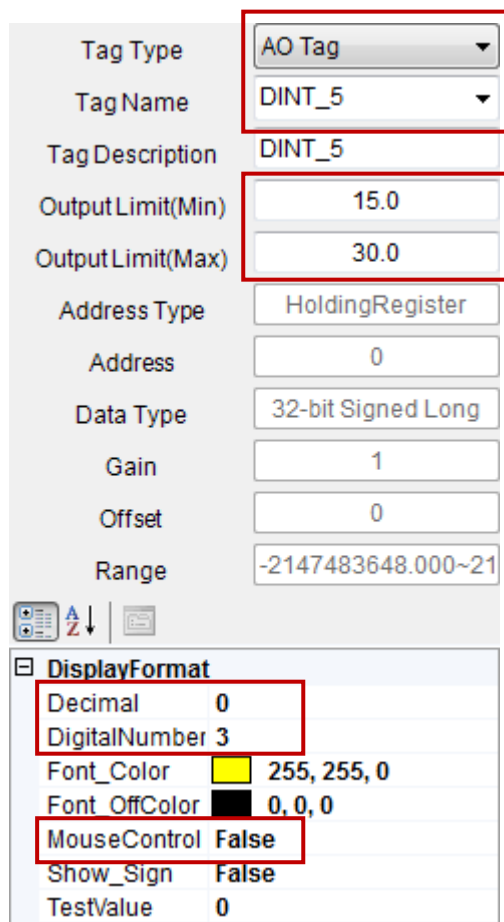 Tag Type AO Tag
Tag Name DINT_5
Tag Description DINT_5
Output Limit(Min) 15.0
Output Limit(Max) 30.0
Address Type HoldingRegister
Address 0
Data Type 32-bit Signed Long
Gain 1
Offset 0
Range -2147483648.000~21
A
Z
DisplayFormat
Decimal 0
DigitalNumber 3
Font_Color 255, 255, 0
Font_OffColor 0, 0, 0
MouseControl False
Show_Sign False
TestValue 0